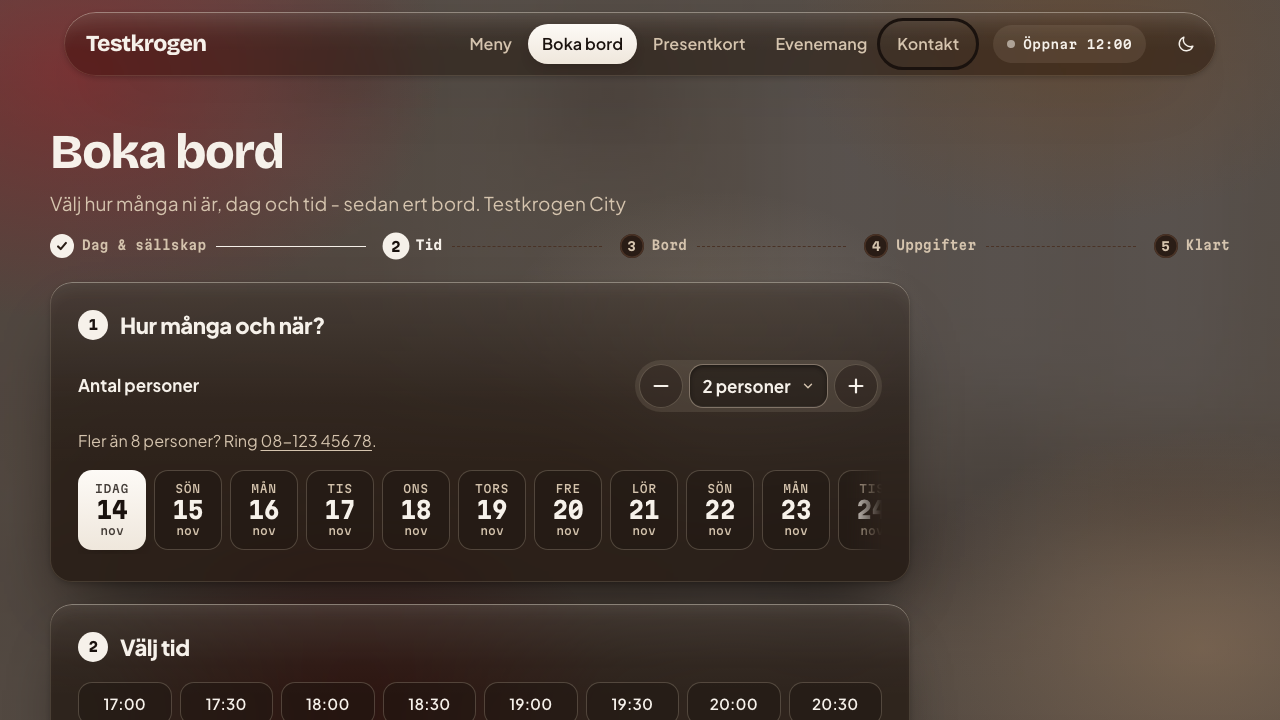 Testkrogen Meny Boka bord Presentkort Evenemang Kontakt Öppnar 12:00
Boka bord
Välj hur många ni är, dag och tid - sedan ert bord. Testkrogen City
Dag & sällskap 2 Tid 3 Bord 4 Uppgifter 5 Klart
1 Hur många och när?
Antal personer 2 personer
Fler än 8 personer? Ring 08-123 456 78.
IDAG SÖN MÅN TIS ONS TORS FRE LÖR SÖN MÅN TIS
14 15 16 17 18 19 20 21 22 23 24
nov nov nov nov nov nov nov nov nov nov nov
2 Välj tid
17:00 17:30 18:00 18:30 19:00 19:30 20:00 20:30